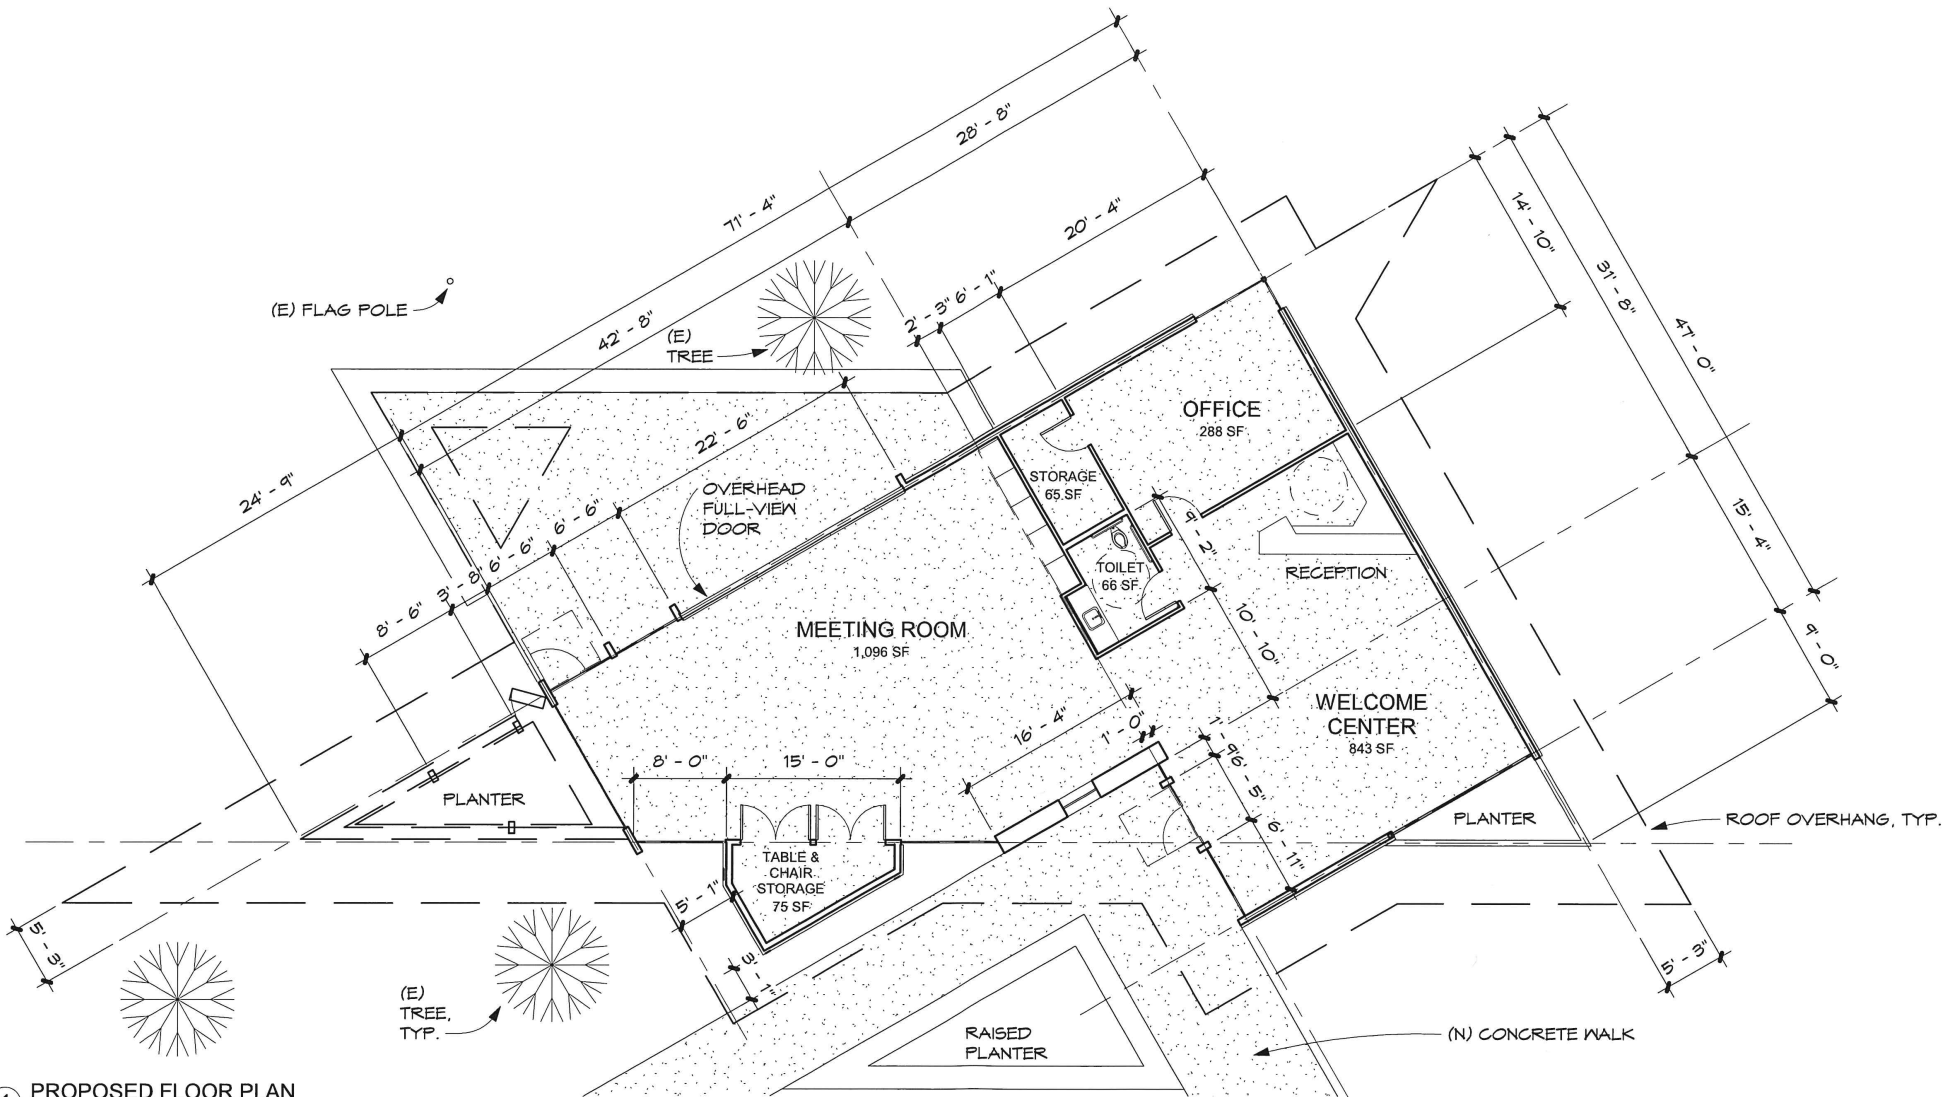 28' - 8"
71' - 4"
20' - 4"
14' - 10"
(E) FLAG POLE
2' - 3"
6' - 1"
31' - 8"
42' - 8"
(E)
TREE
47' - 0"
OFFICE
288 SF
22' - 6"
24' - 9"
STORAGE
65 SF
OVERHEAD
FULL-VIEW
DOOR
6' - 6"
9' - 2"
15' - 4"
6' - 6"
3' - 8"
8' - 6"
TOILET
66 SF
RECEPTION
MEETING ROOM
1,096 SF
10' - 10"
9' - 0"
WELCOME
CENTER
843 SF
16' - 4"
1' - 0"
1' - 9"
8' - 0"
15' - 0"
6' - 5"
PLANTER
PLANTER
ROOF OVERHANG, TYP.
6' - 11"
TABLE &
CHAIR
STORAGE
75 SF
5' - 1"
5' - 3"
3' - 1"
5' - 3"
(E)
TREE,
TYP.
RAISED
PLANTER
(N) CONCRETE WALK
PROPOSED FLOOR PLAN